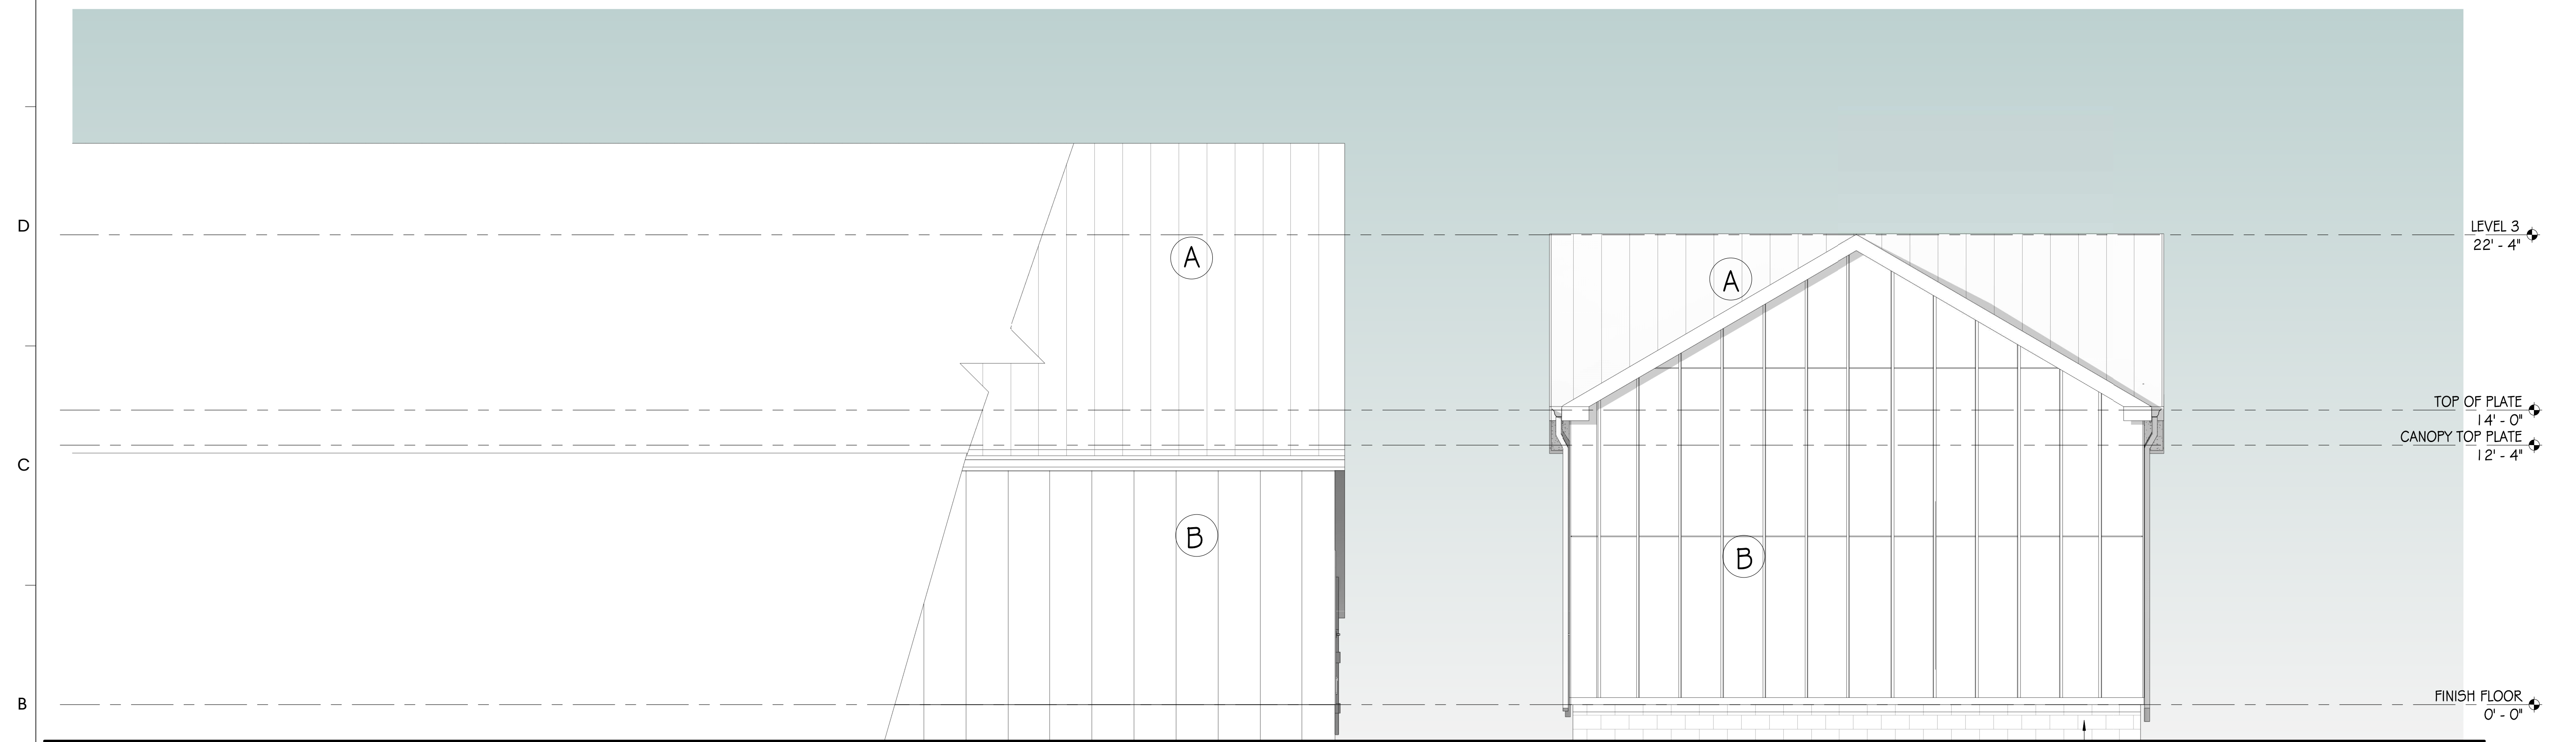 D
LEVEL 3
22' - 4"
A
A
TOP OF PLATE
14' - 0"
CANOPY TOP PLATE
12' - 4"
C
B
B
B
FINISH FLOOR
0' - 0"